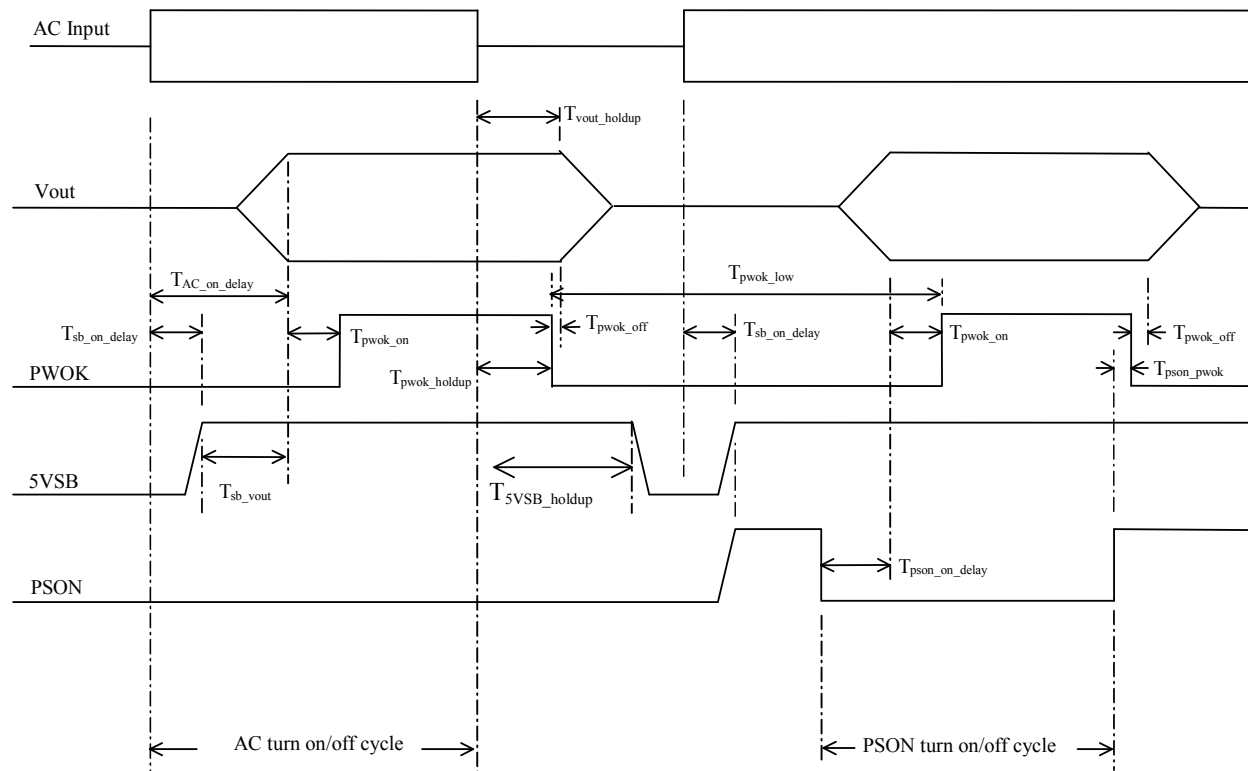 AC Input
T_vout_holdup
Vout
T_AC_on_delay
T_pwok_low
T_sb_on_delay
T_pwok_on
T_pwok_off
T_sb_on_delay
T_pwok_on
T_pwok_off
PWOK
T_pwok_holdup
T_pson_pwok
5VSB
T_sb_vout
T_5VSB_holdup
PSON
T_pson_on_delay
AC turn on/off cycle
PSON turn on/off cycle